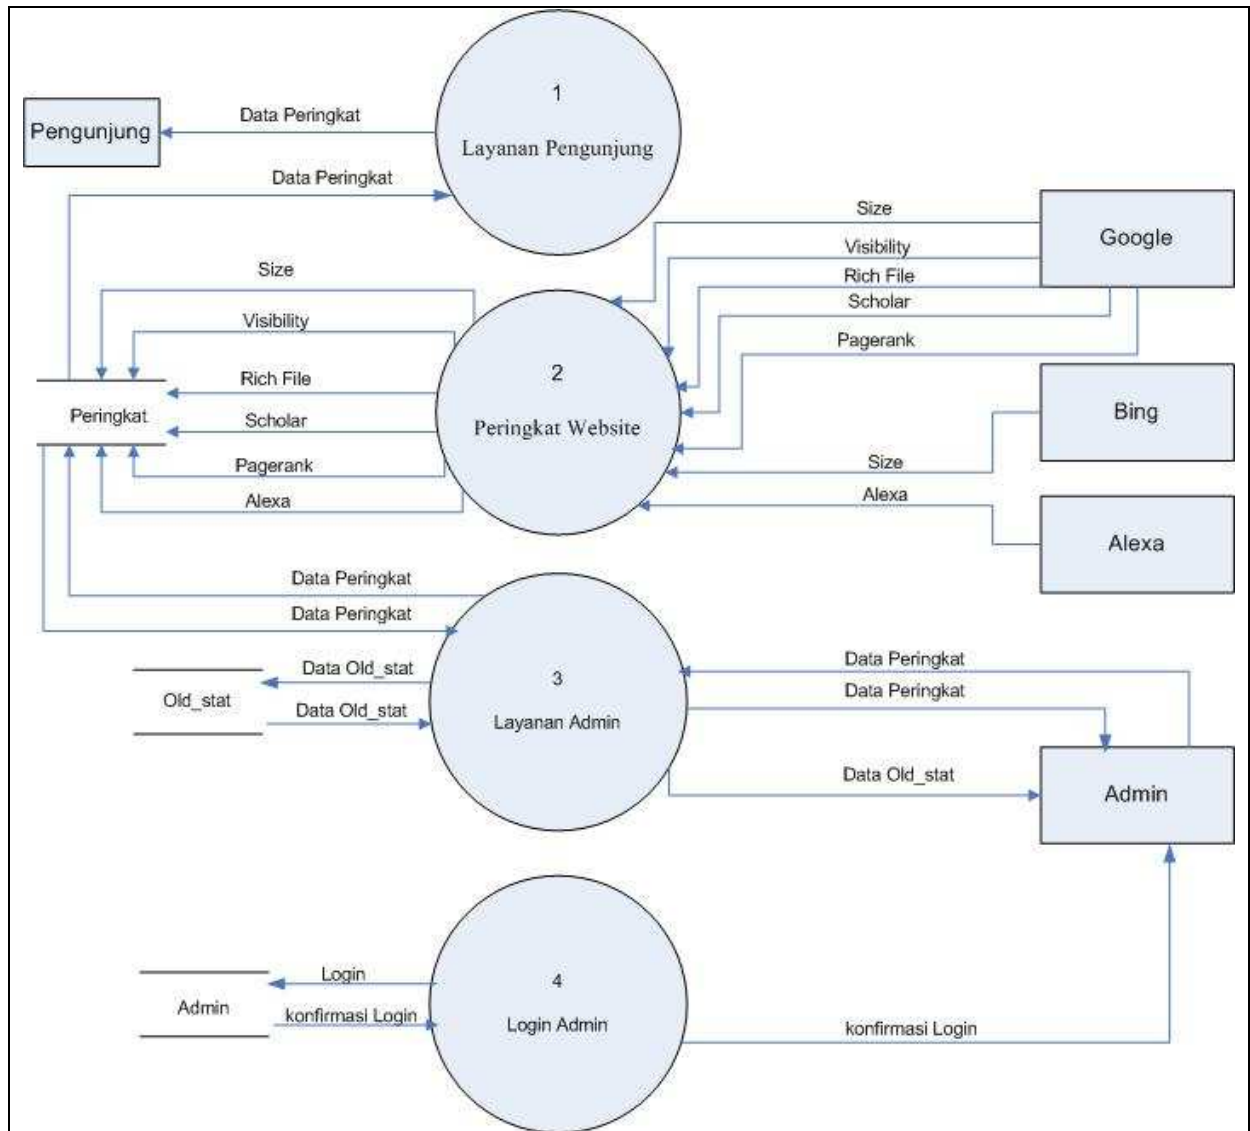 1
Layanan Pengunjung
Pengunjung
Data Peringkat
Data Peringkat
Size
Visibility
Rich File
Scholar
Pagerank
Google
Size
Visibility
Rich File
Scholar
Pagerank
Alexa
Peringkat
2
Peringkat Website
Size
Alexa
Bing
Alexa
Data Peringkat
Data Peringkat
Data Old_stat
Data Old_stat
Old_stat
3
Layanan Admin
Data Peringkat
Data Peringkat
Data Old_stat
Admin
Login
konfirmasi Login
Admin
4
Login Admin
konfirmasi Login